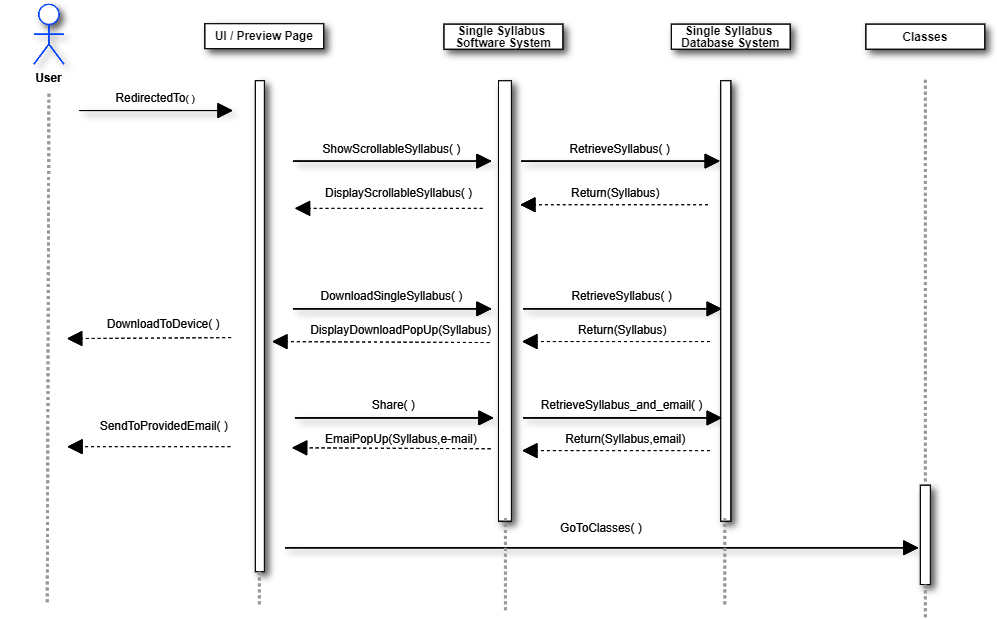 User
UI / Preview Page
Single Syllabus
Software System
Single Syllabus
Database System
Classes
RedirectedTo( )
ShowScrollableSyllabus( )
RetrieveSyllabus( )
DisplayScrollableSyllabus( )
Return(Syllabus)
DownloadSingleSyllabus( )
RetrieveSyllabus( )
DownloadToDevice( )
DisplayDownloadPopUp(Syllabus)
Return(Syllabus)
Share( )
RetrieveSyllabus_and_email( )
SendToProvidedEmail( )
EmaiPopUp(Syllabus,e-mail)
Return(Syllabus,email)
GoToClasses( )